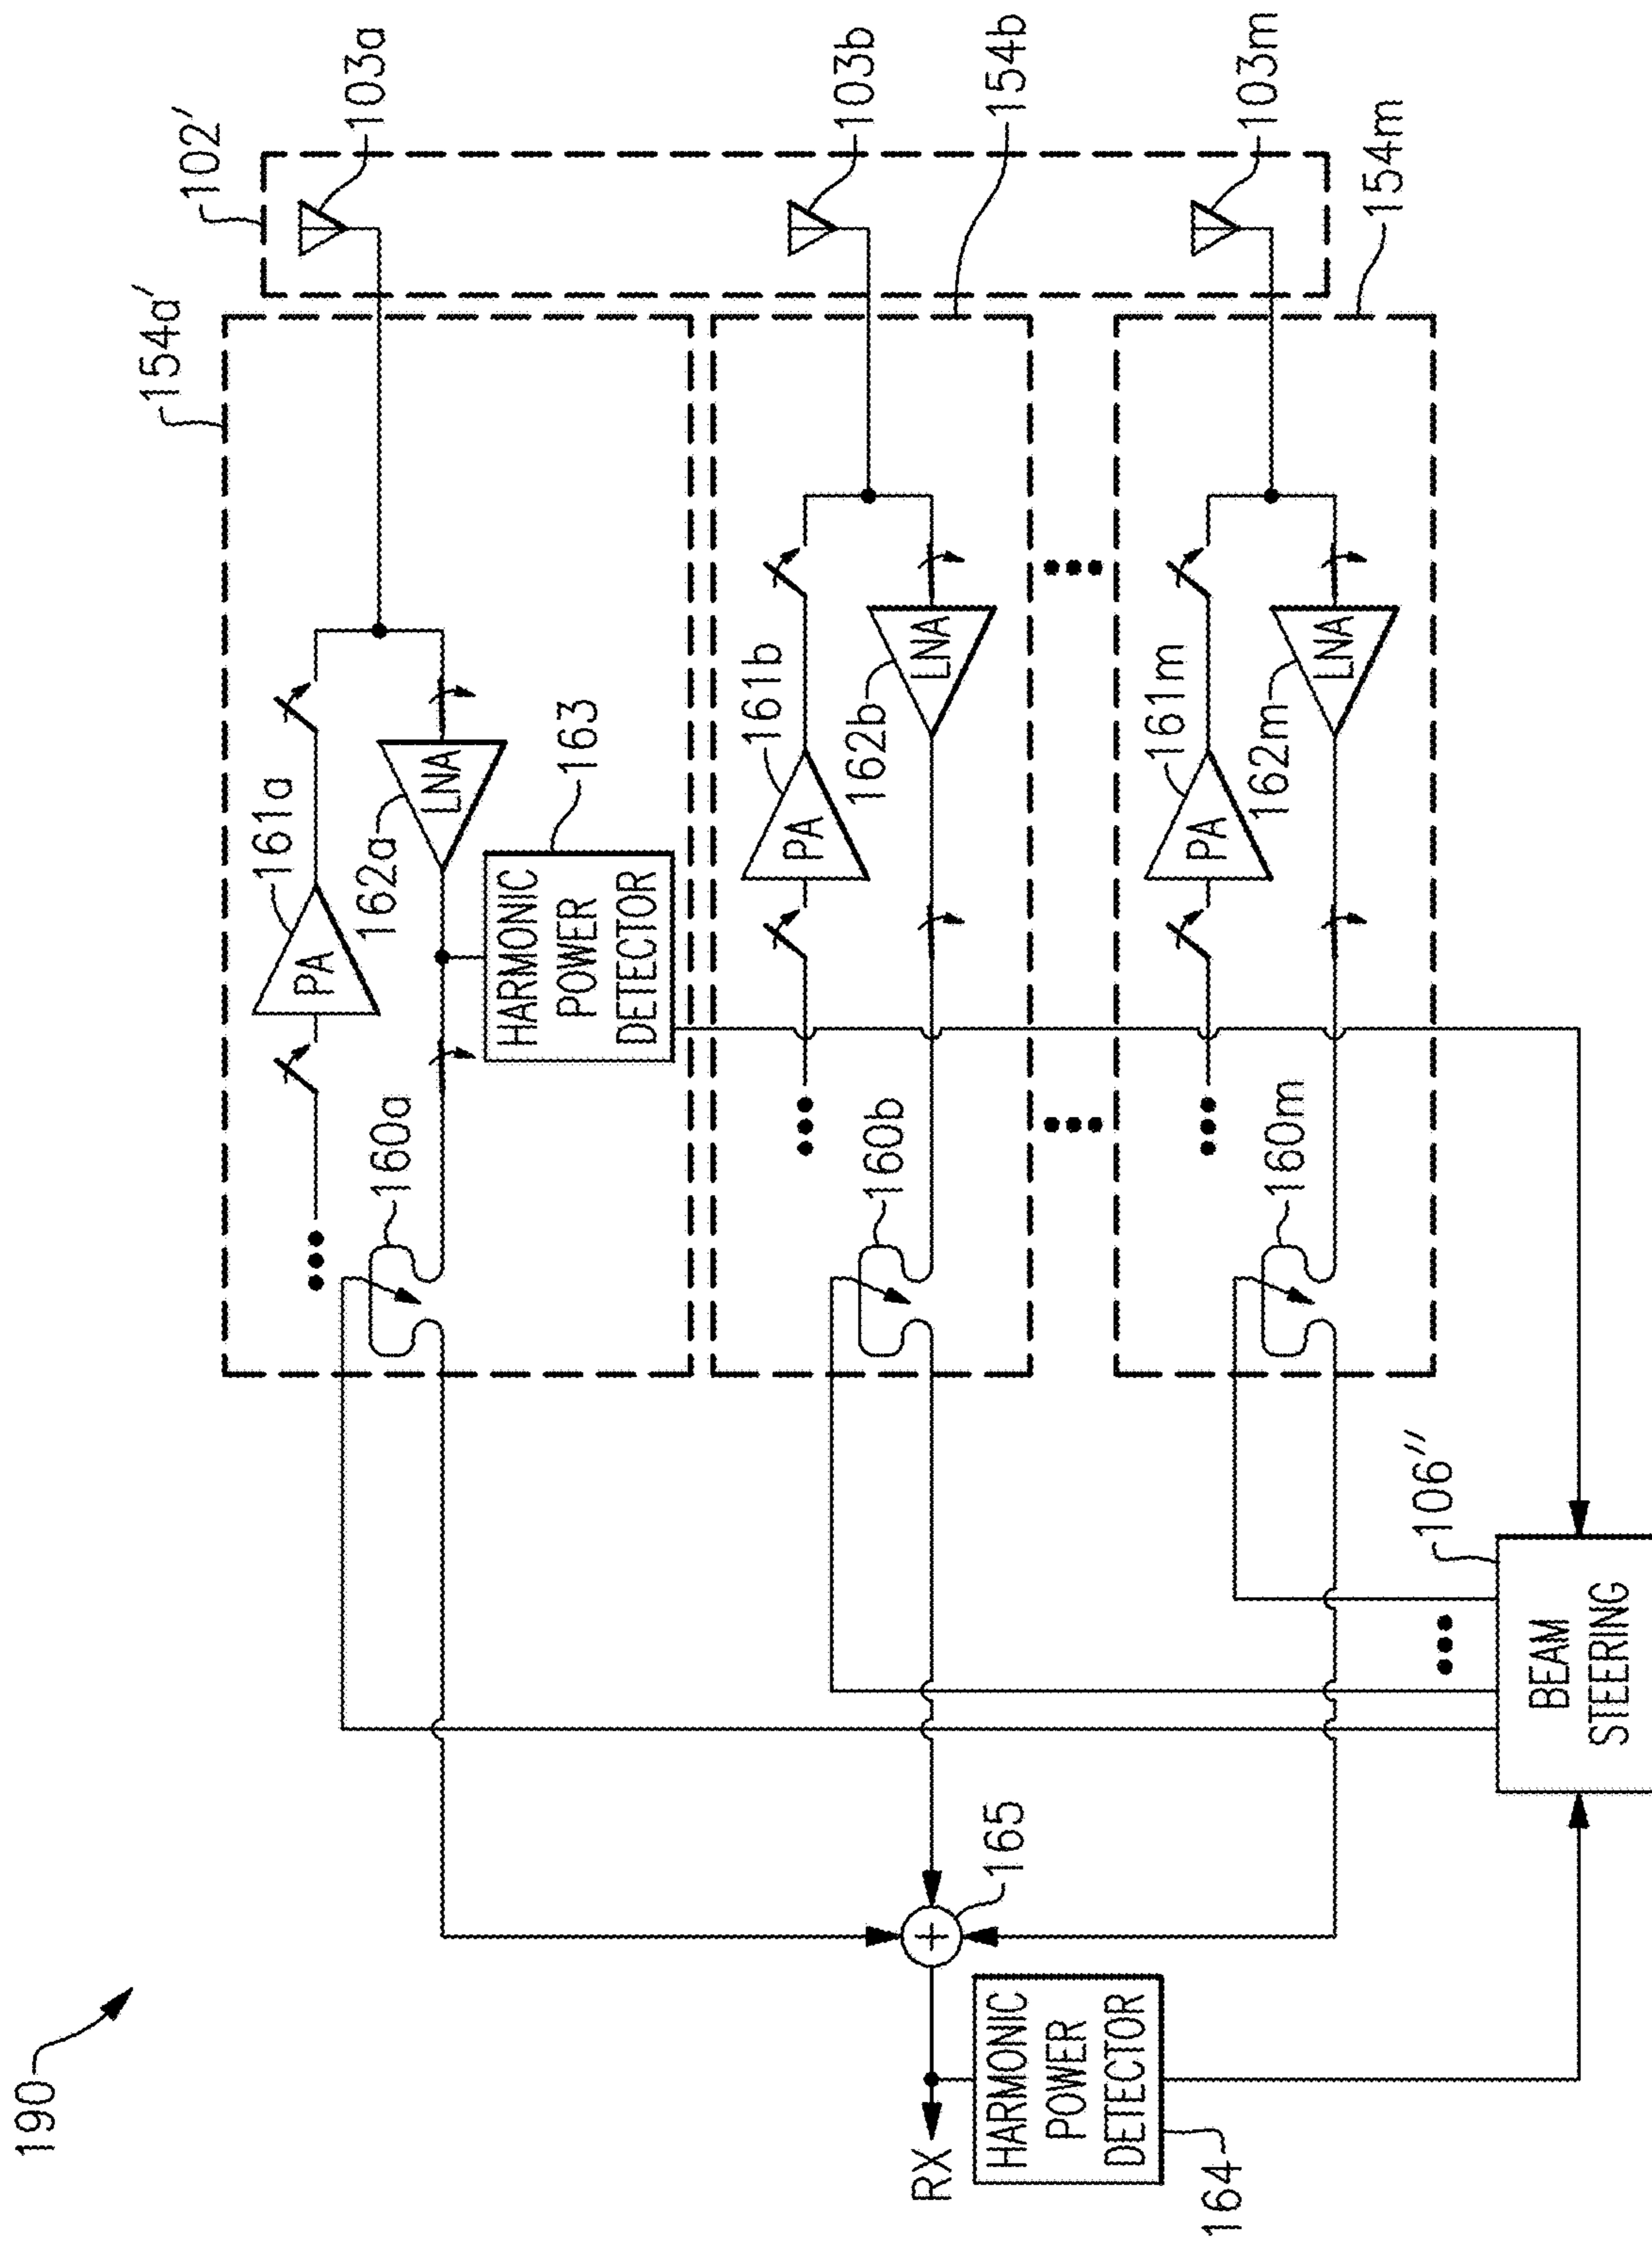 190
102′
103a
103b
103m
154a′
154b
154m
161a
PA
162a
LNA
163
HARMONIC
POWER
DETECTOR
160a
161b
PA
162b
LNA
160b
161m
PA
162m
LNA
160m
106″
BEAM
STEERING
165
RX
HARMONIC
POWER
DETECTOR
164